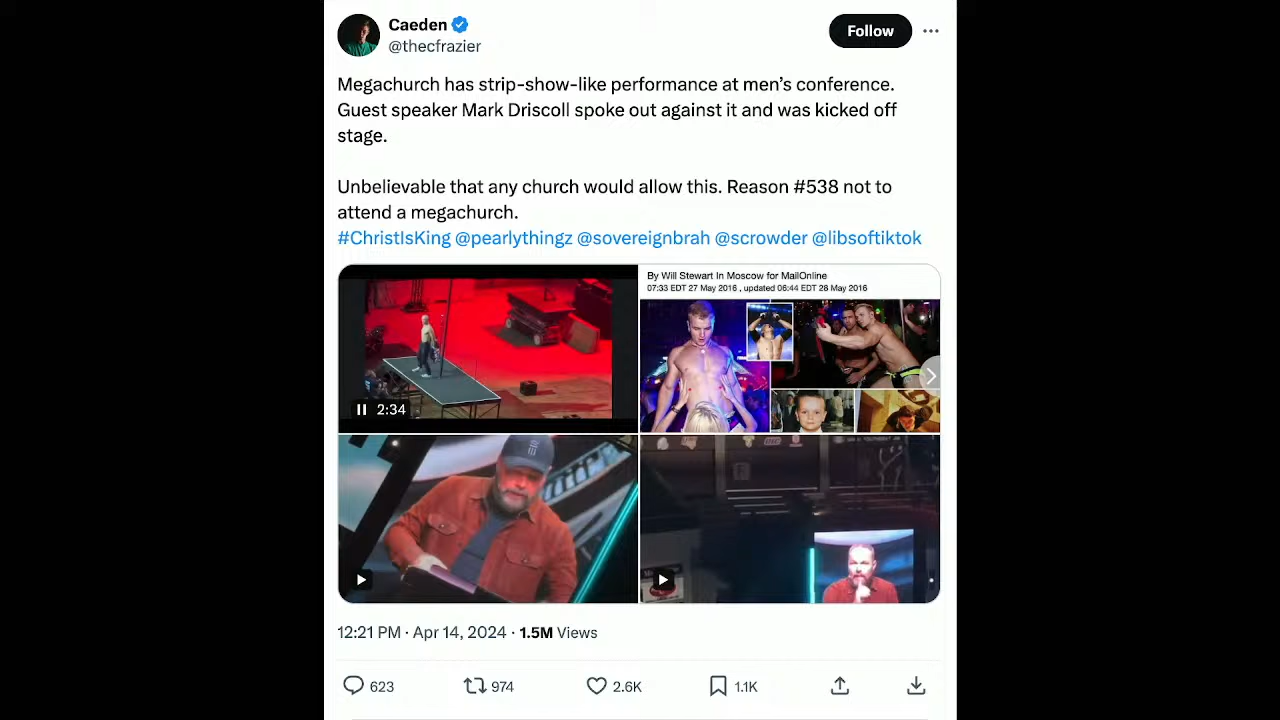 Caeden
@thecfrazier
Follow
Megachurch has strip-show-like performance at men's conference.
Guest speaker Mark Driscoll spoke out against it and was kicked off
stage.
Unbelievable that any church would allow this. Reason #538 not to
attend a megachurch.
#ChristIsKing @pearlythingz @sovereignbrah @scrowder @libsoftiktok
By Will Stewart In Moscow for MailOnline
07:33 EDT 27 May 2016 , updated 06:44 EDT 28 May 2016
2:34
12:21 PM · Apr 14, 2024 · 1.5M Views
623
974
2.6K
1.1K